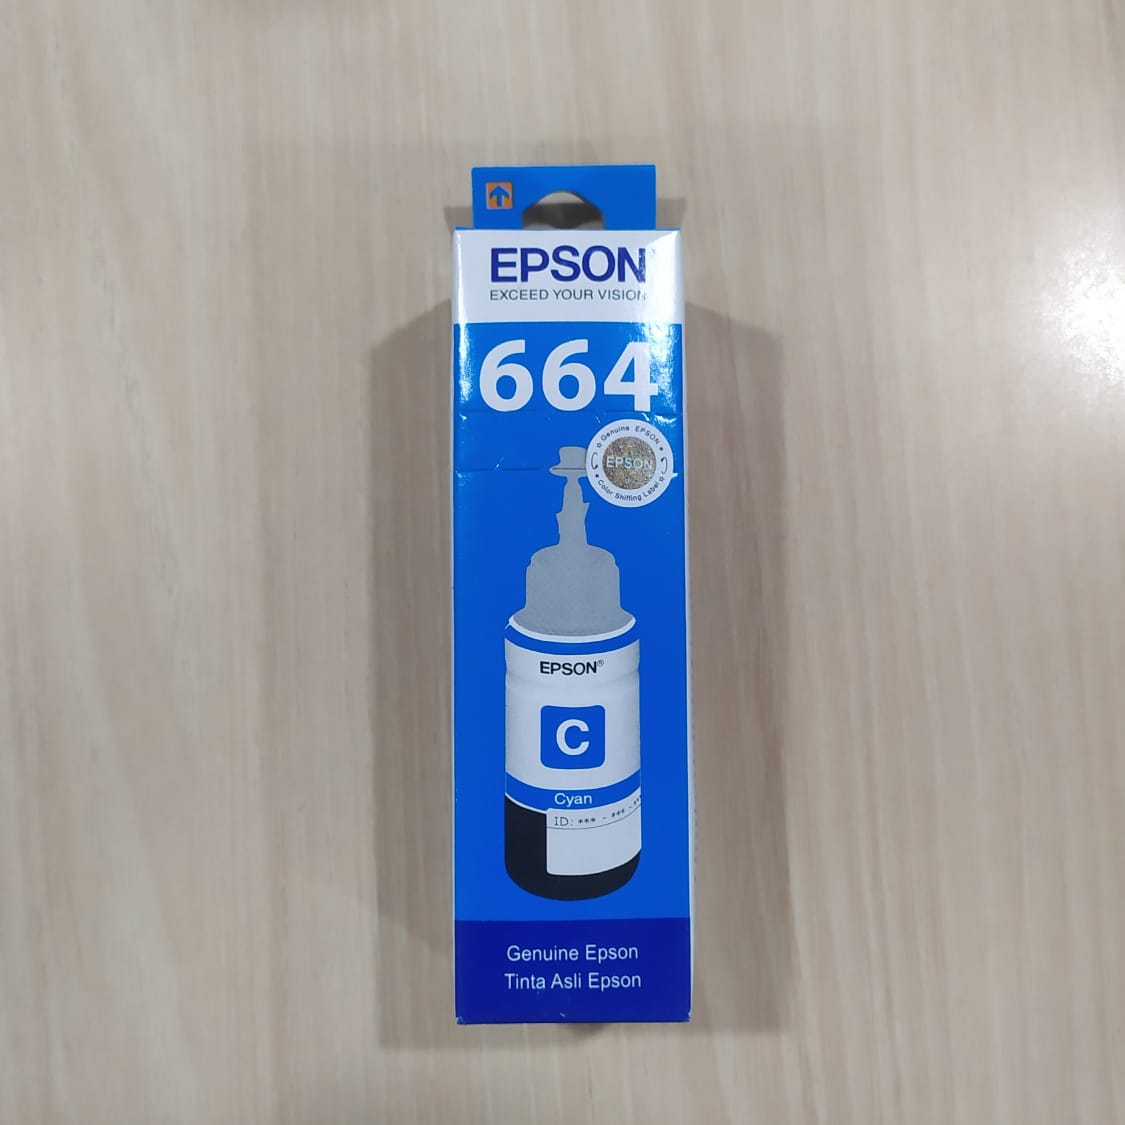 EPSON
EXCEED YOUR VISION
664
Genuine EPSON
EPSON
Color Shifting Label
EPSON®
C
Cyan
ID: *** - *** - **
Genuine Epson
Tinta Asli Epson